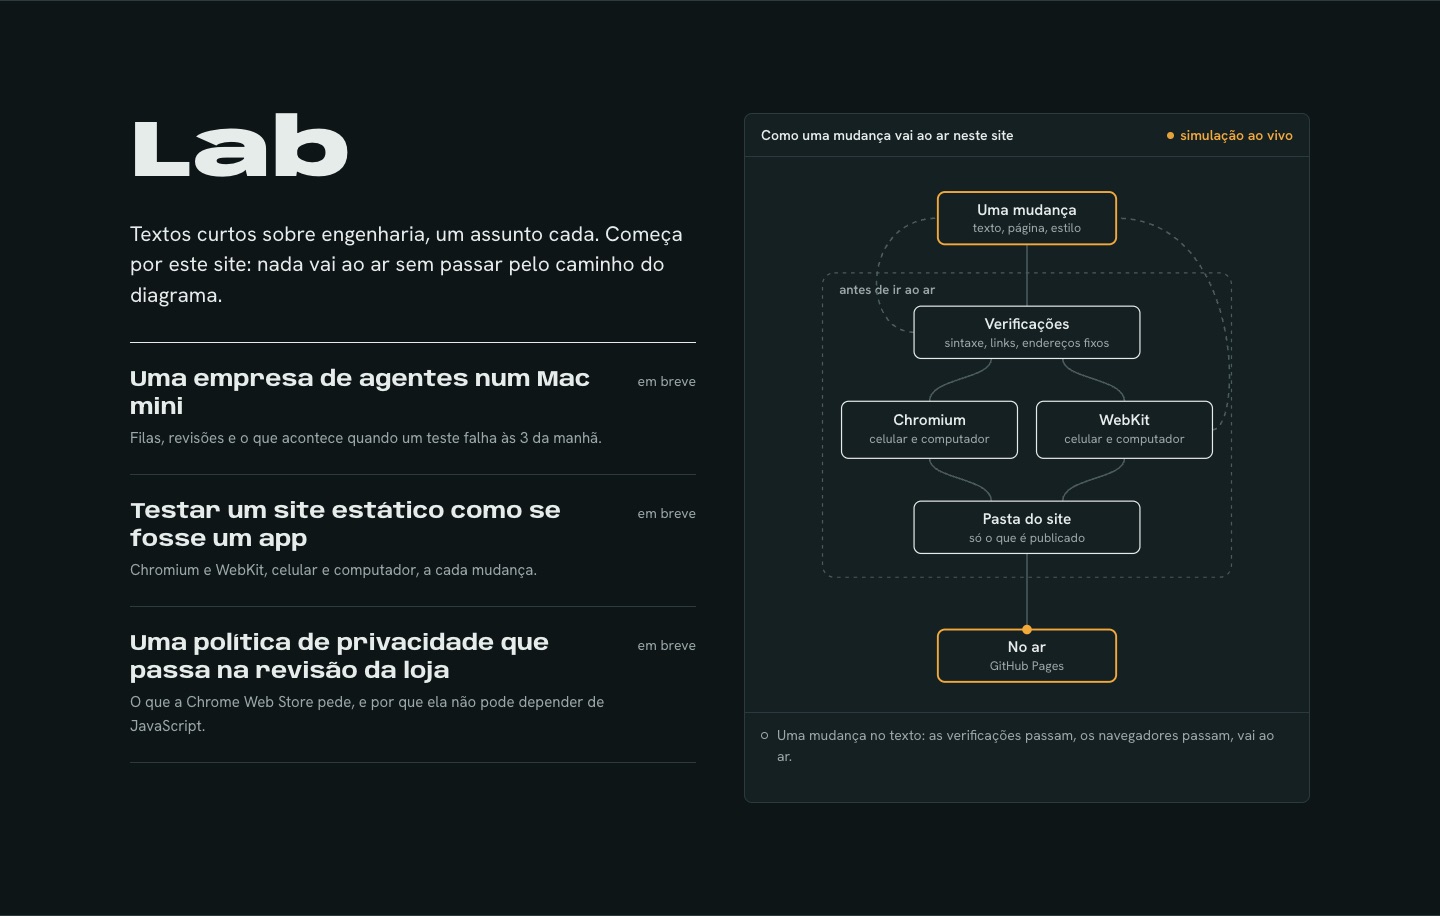 Lab
Textos curtos sobre engenharia, um assunto cada. Começa
por este site: nada vai ao ar sem passar pelo caminho do
diagrama.
Uma empresa de agentes num Mac
mini
em breve
Filas, revisões e o que acontece quando um teste falha às 3 da manhã.
Testar um site estático como se
fosse um app
em breve
Chromium e WebKit, celular e computador, a cada mudança.
Uma política de privacidade que
passa na revisão da loja
em breve
O que a Chrome Web Store pede, e por que ela não pode depender de
JavaScript.
Como uma mudança vai ao ar neste site
simulação ao vivo
Uma mudança
texto, página, estilo
antes de ir ao ar
Verificações
sintaxe, links, endereços fixos
Chromium
celular e computador
WebKit
celular e computador
Pasta do site
só o que é publicado
No ar
GitHub Pages
Uma mudança no texto: as verificações passam, os navegadores passam, vai ao
ar.